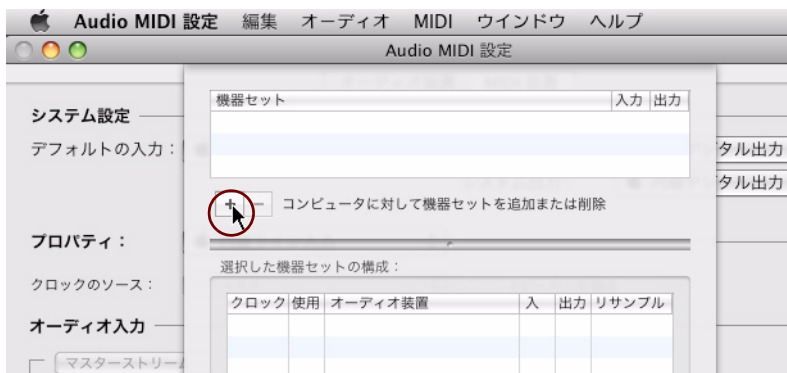 Audio MIDI 設定 編集 オーディオ MIDI ウインドウ ヘルプ
Audio MIDI 設定
機器セット 入力 出力
システム設定
デフォルトの入力：
タル出力
タル出力
+ − コンピュータに対して機器セットを追加または削除
プロパティ：
選択した機器セットの構成：
クロックのソース：
クロック 使用 オーディオ装置 入 出力 リサンプル
オーディオ入力
マスターストリーム